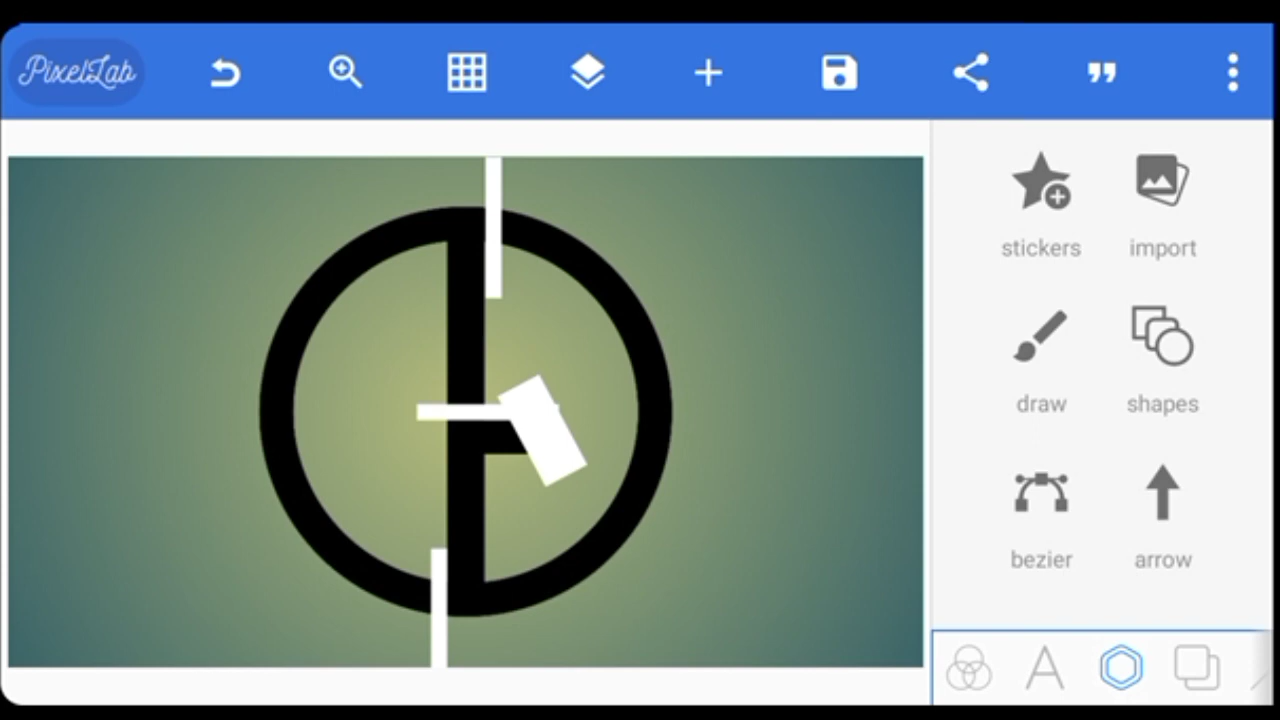 PixelLab
stickers
import
draw
shapes
bezier
arrow